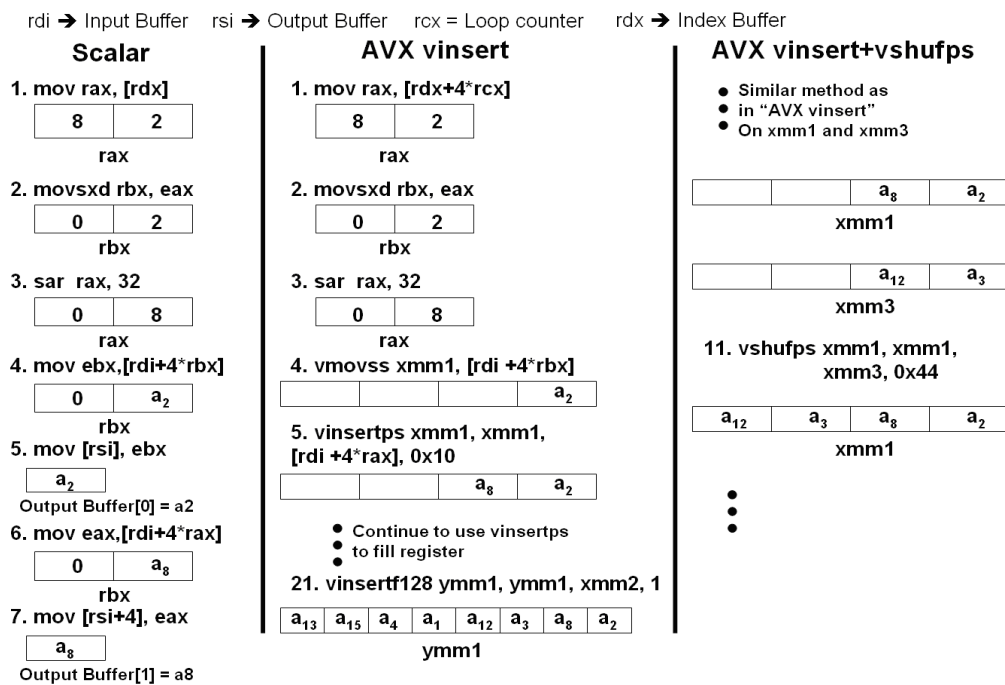 rdi ➔ Input Buffer rsi ➔ Output Buffer rcx = Loop counter rdx ➔ Index Buffer
Scalar
1. mov rax, [rdx]
8 2
rax
2. movsxd rbx, eax
0 2
rbx
3. sar rax, 32
0 8
rax
4. mov ebx,[rdi+4*rbx]
0 a2
rbx
5. mov [rsi], ebx
a2
Output Buffer[0] = a2
6. mov eax,[rdi+4*rax]
0 a8
rbx
7. mov [rsi+4], eax
a8
Output Buffer[1] = a8
AVX vinsert
1. mov rax, [rdx+4*rcx]
8 2
rax
2. movsxd rbx, eax
0 2
rbx
3. sar rax, 32
0 8
rax
4. vmovss xmm1, [rdi +4*rbx]
a2
5. vinsertps xmm1, xmm1,
[rdi +4*rax], 0x10
a8 a2
• Continue to use vinsertps
• to fill register
•
21. vinsertf128 ymm1, ymm1, xmm2, 1
a13 a15 a4 a1 a12 a3 a8 a2
ymm1
AVX vinsert+vshufps
• Similar method as
• in “AVX vinsert”
• On xmm1 and xmm3
a8 a2
xmm1
a12 a3
xmm3
11. vshufps xmm1, xmm1,
xmm3, 0x44
a12 a3 a8 a2
xmm1